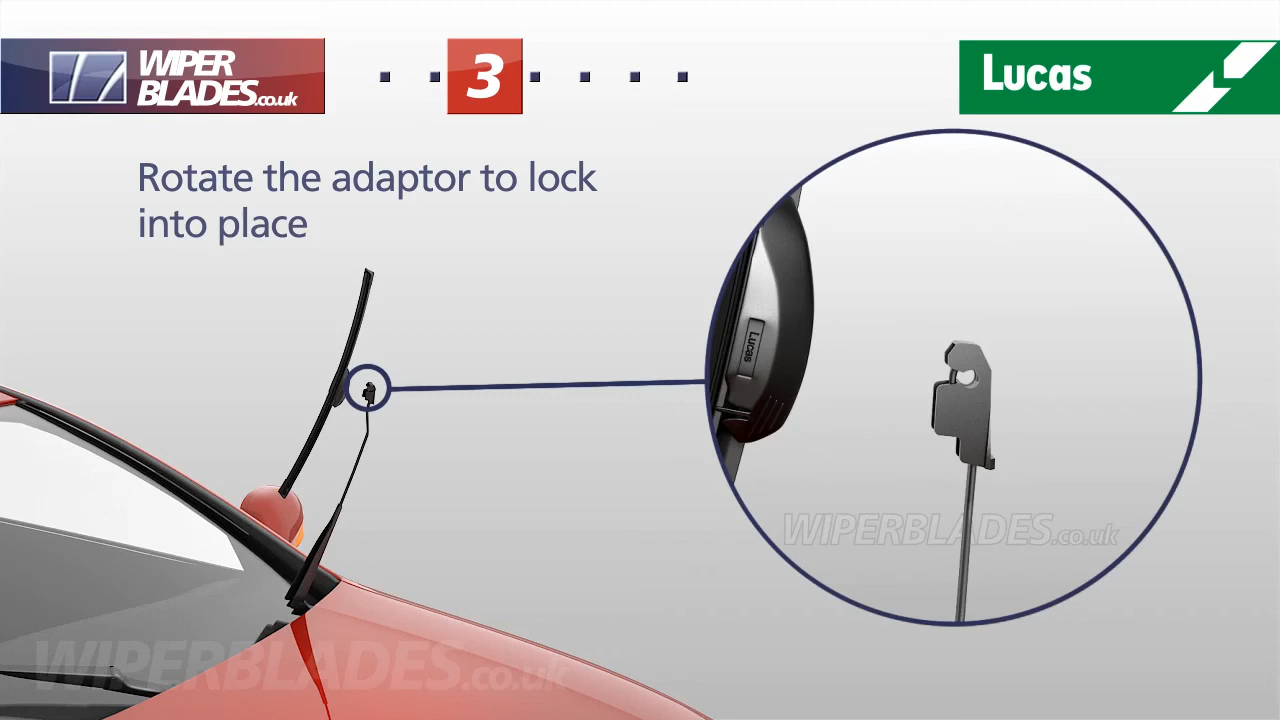 WIPER
BLADES.co.uk
3
Lucas
Rotate the adaptor to lock
into place
Lucas
WIPERBLADES.co.uk
WIPERBLADES.co.uk